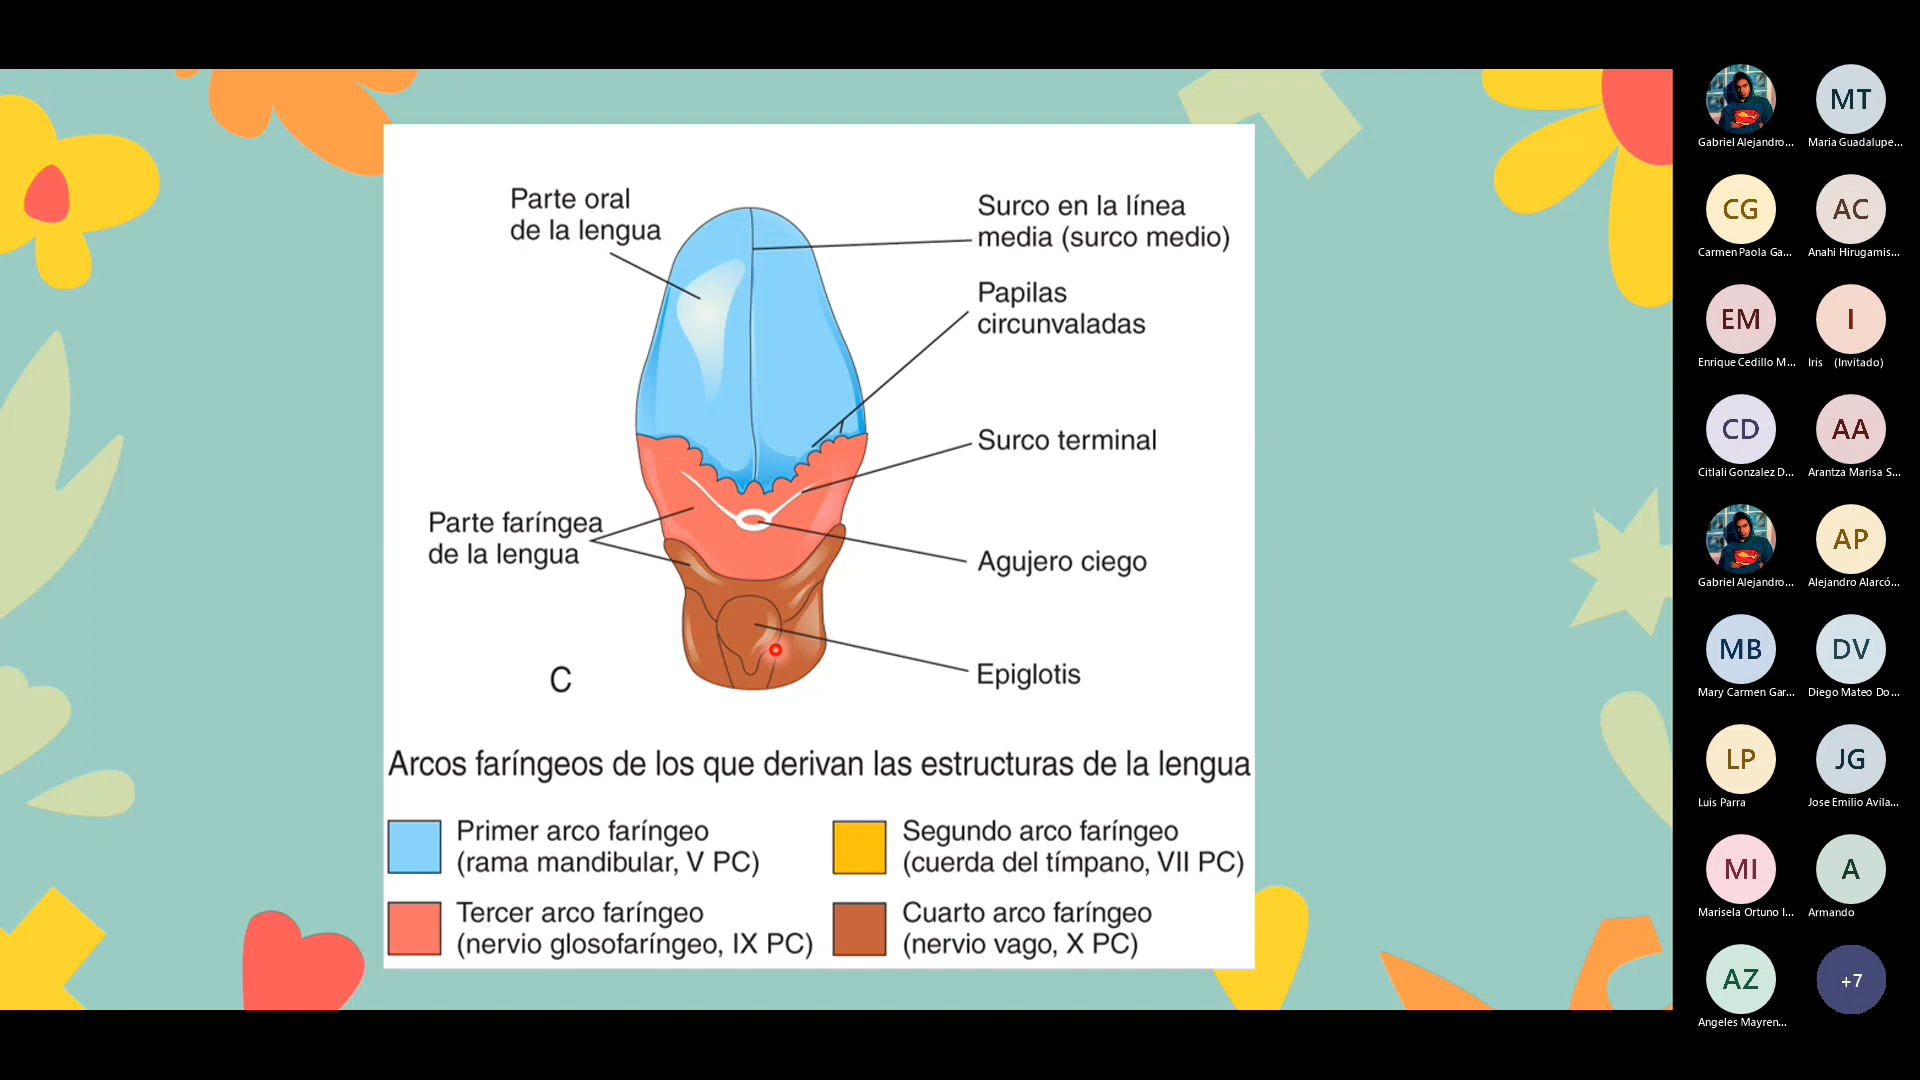 Parte oral
de la lengua
Surco en la línea
media (surco medio)
Papilas
circunvaladas
Surco terminal
Parte faríngea
de la lengua
Agujero ciego
Epiglotis
C
Arcos faríngeos de los que derivan las estructuras de la lengua
Primer arco faríngeo
(rama mandibular, V PC)
Segundo arco faríngeo
(cuerda del tímpano, VII PC)
Tercer arco faríngeo
(nervio glosofaríngeo, IX PC)
Cuarto arco faríngeo
(nervio vago, X PC)
Gabriel Alejandro...
MT
Maria Guadalupe...
CG
Carmen Paola Ga...
AC
Anahi Hirugamis...
EM
Enrique Cedillo M...
I
Iris (Invitado)
CD
Citlali Gonzalez D...
AA
Arantza Marisa S...
Gabriel Alejandro...
AP
Alejandro Alarcó...
MB
Mary Carmen Gar...
DV
Diego Mateo Do...
LP
Luis Parra
JG
Jose Emilio Avila...
MI
Marisela Ortuno I...
A
Armando
AZ
Angeles Mayren...
+7